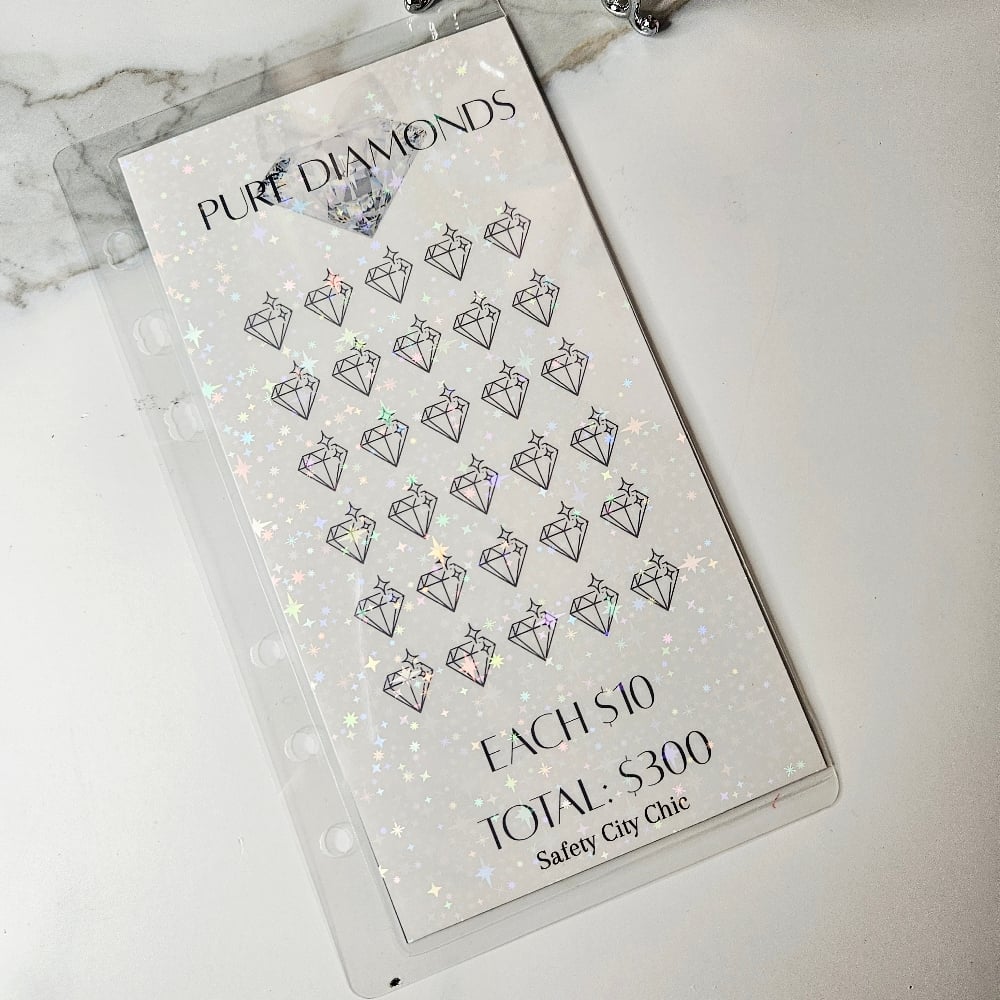 PURE DIAMONDS
EACH $10
TOTAL: $300
Safety City Chic